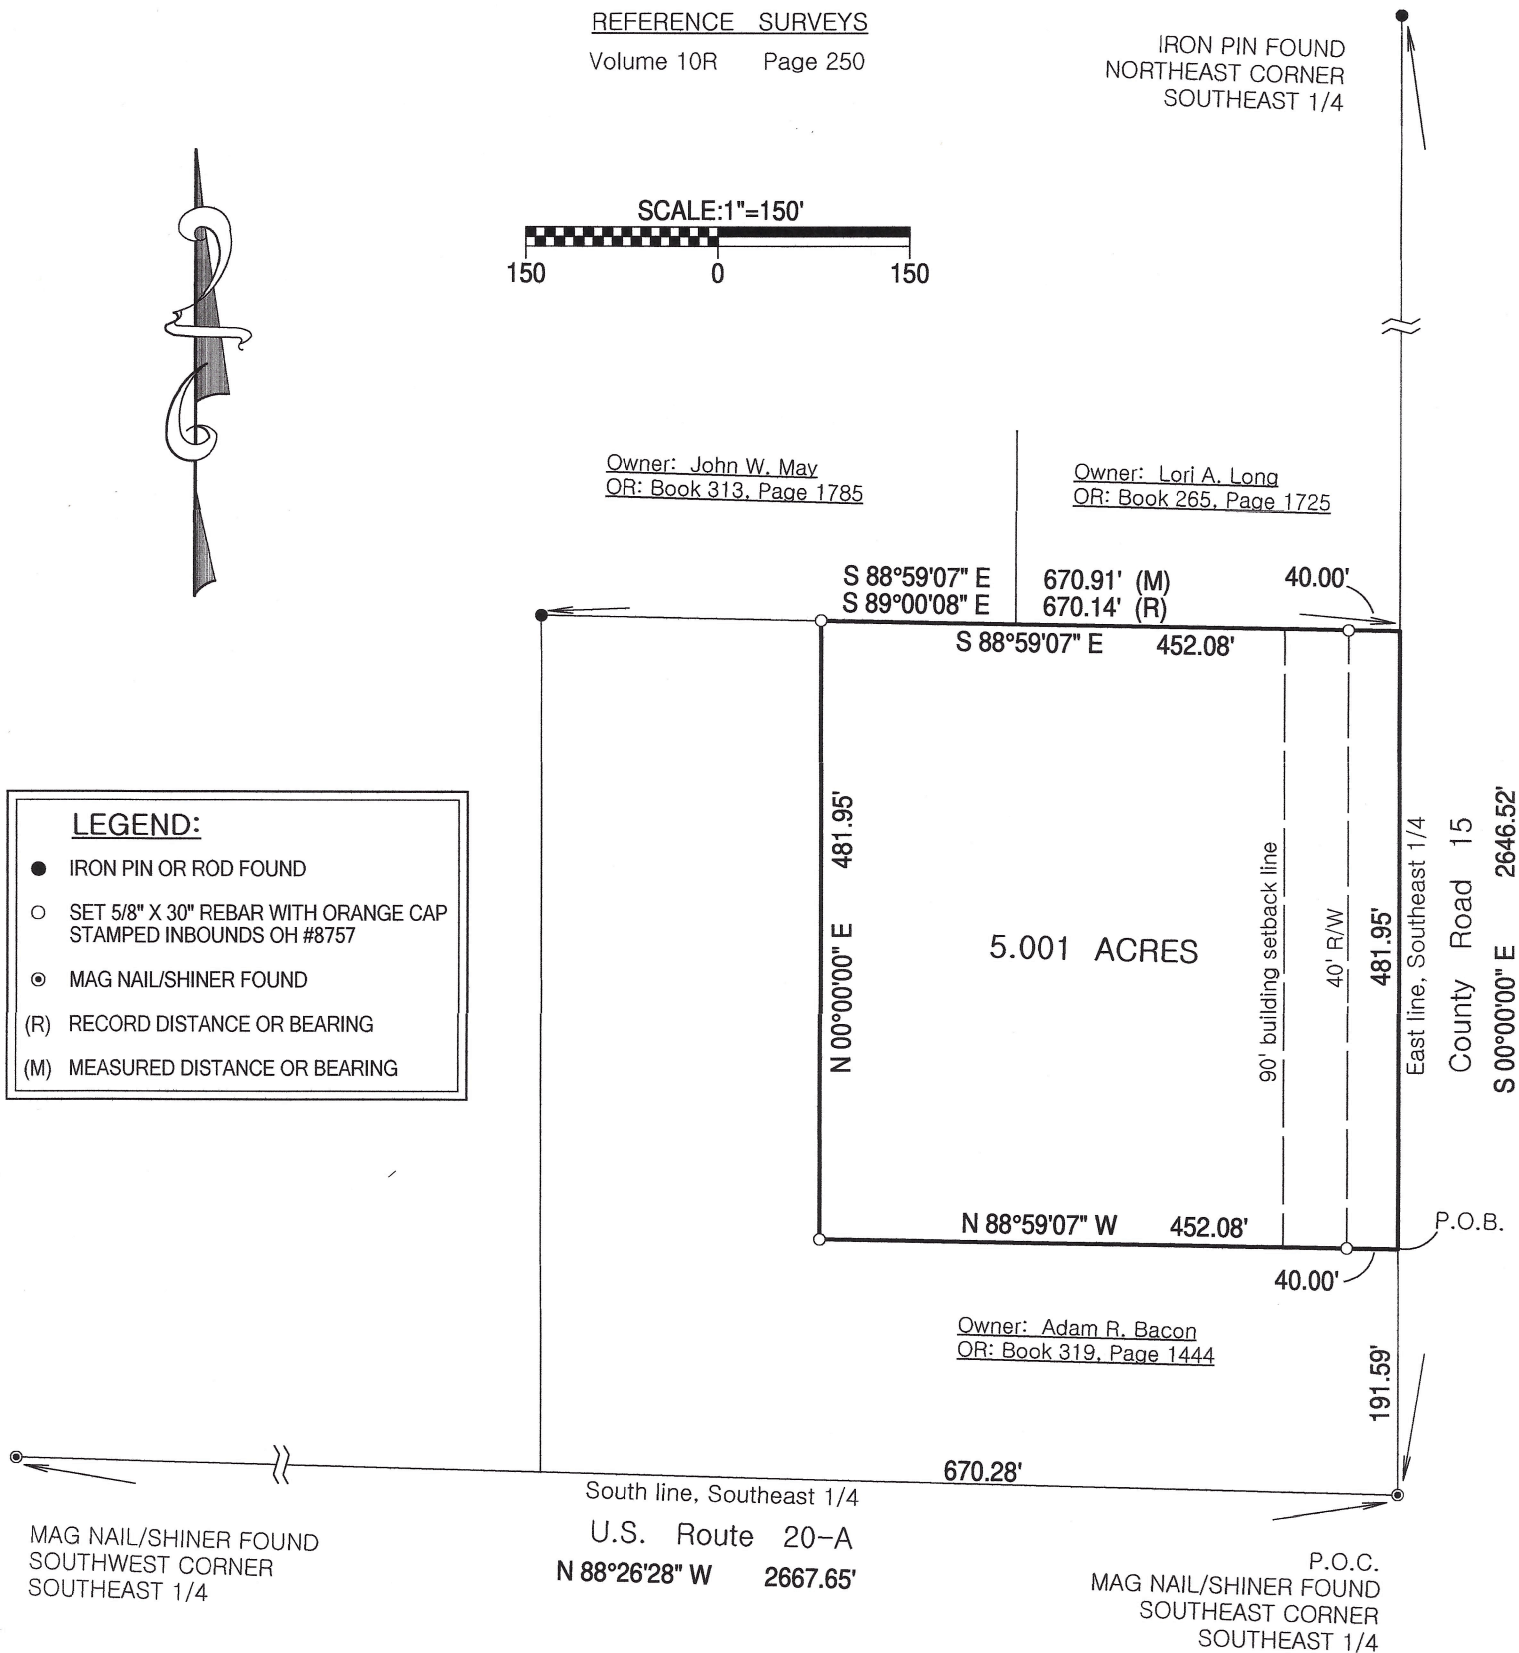 REFERENCE SURVEYS
Volume 10R Page 250
IRON PIN FOUND
NORTHEAST CORNER
SOUTHEAST 1/4
SCALE:1"=150'
150 0 150
Owner: John W. May
OR: Book 313, Page 1785
Owner: Lori A. Long
OR: Book 265, Page 1725
S 88°59'07" E 670.91' (M)
S 89°00'08" E 670.14' (R)
40.00'
S 88°59'07" E 452.08'
LEGEND:
IRON PIN OR ROD FOUND
SET 5/8" X 30" REBAR WITH ORANGE CAP
STAMPED INBOUNDS OH #8757
MAG NAIL/SHINER FOUND
(R) RECORD DISTANCE OR BEARING
(M) MEASURED DISTANCE OR BEARING
N 00°00'00" E 481.95'
5.001 ACRES
90' building setback line
40' R/W
481.95'
East line, Southeast 1/4
County Road 15
S 00°00'00" E 2646.52'
N 88°59'07" W 452.08'
P.O.B.
40.00'
Owner: Adam R. Bacon
OR: Book 319, Page 1444
191.59'
670.28'
South line, Southeast 1/4
U.S. Route 20-A
N 88°26'28" W 2667.65'
MAG NAIL/SHINER FOUND
SOUTHWEST CORNER
SOUTHEAST 1/4
P.O.C.
MAG NAIL/SHINER FOUND
SOUTHEAST CORNER
SOUTHEAST 1/4